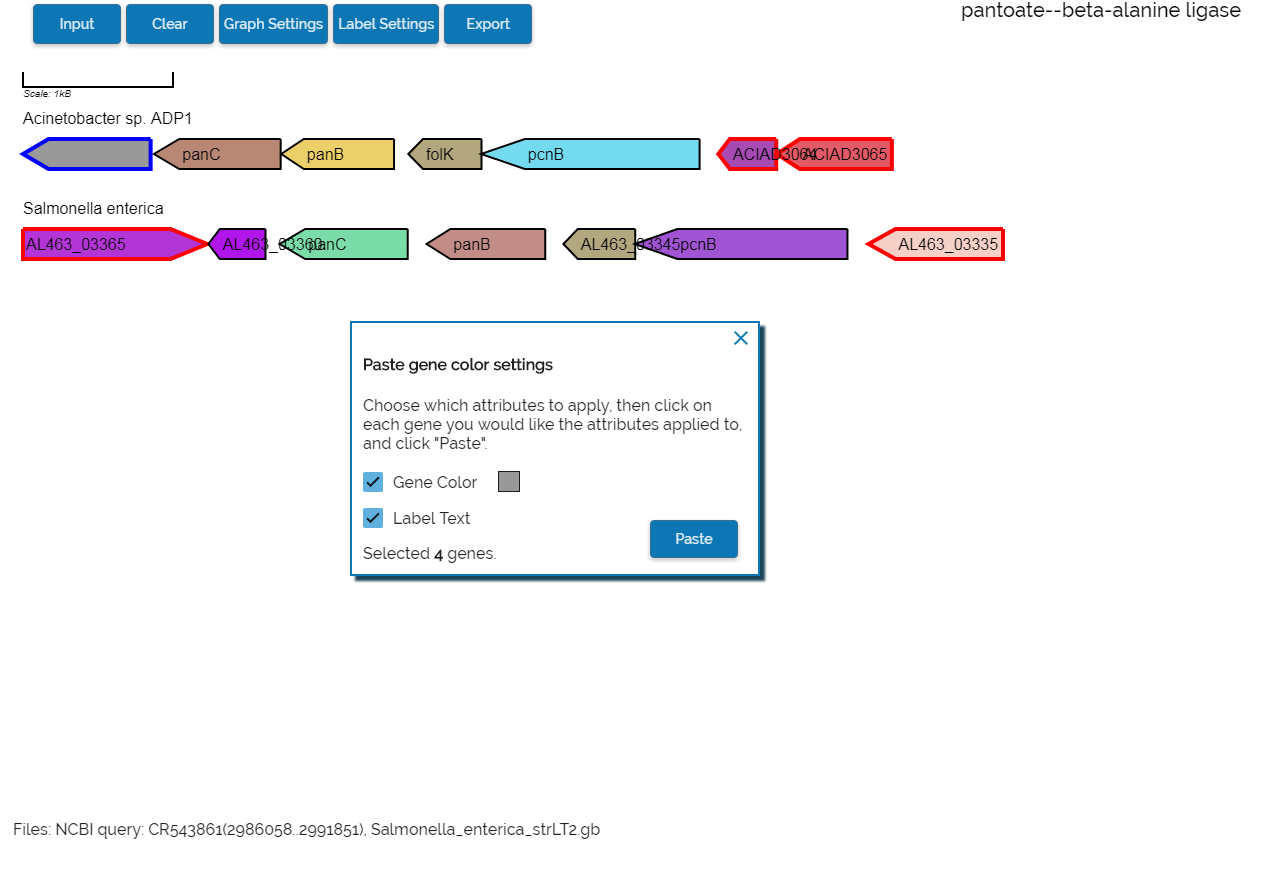 Input Clear Graph Settings Label Settings Export
pantoate--beta-alanine ligase
Scale: 1kB
Acinetobacter sp. ADP1
panC panB folK pcnB ACIAD3064 ACIAD3065
Salmonella enterica
AL463_03365 AL463_03360 panC panB AL463_03345 pcnB AL463_03335
Paste gene color settings
Choose which attributes to apply, then click on
each gene you would like the attributes applied to,
and click "Paste".
Gene Color
Label Text
Paste
Selected 4 genes.
Files: NCBI query: CR543861(2986058..2991851), Salmonella_enterica_strLT2.gb